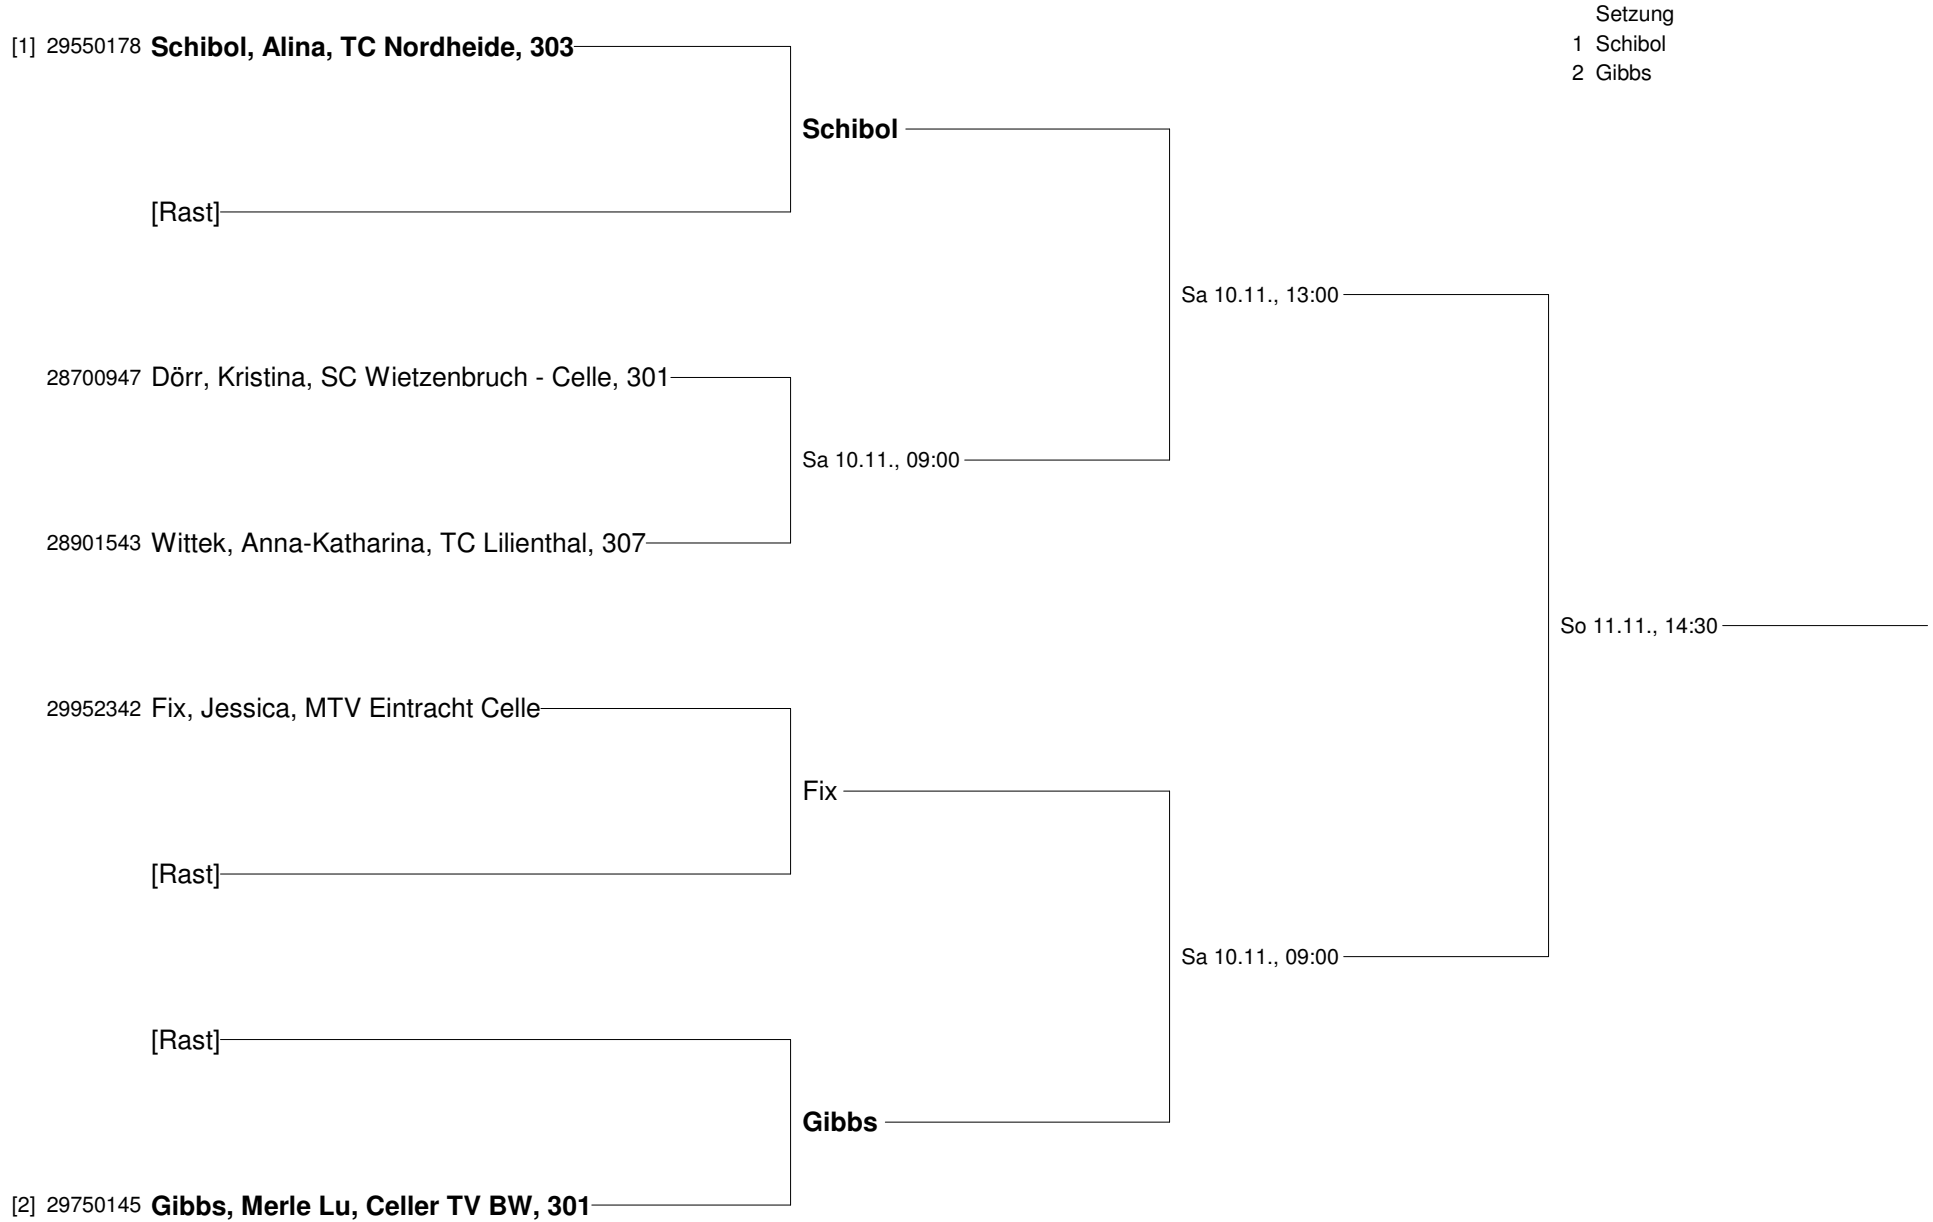 Setzung
1 Schibol
2 Gibbs
[1] 29550178 Schibol, Alina, TC Nordheide, 303
Schibol
[Rast]
Sa 10.11., 13:00
28700947 Dörr, Kristina, SC Wietzenbruch - Celle, 301
Sa 10.11., 09:00
28901543 Wittek, Anna-Katharina, TC Lilienthal, 307
So 11.11., 14:30
29952342 Fix, Jessica, MTV Eintracht Celle
Fix
[Rast]
Sa 10.11., 09:00
[Rast]
Gibbs
[2] 29750145 Gibbs, Merle Lu, Celler TV BW, 301